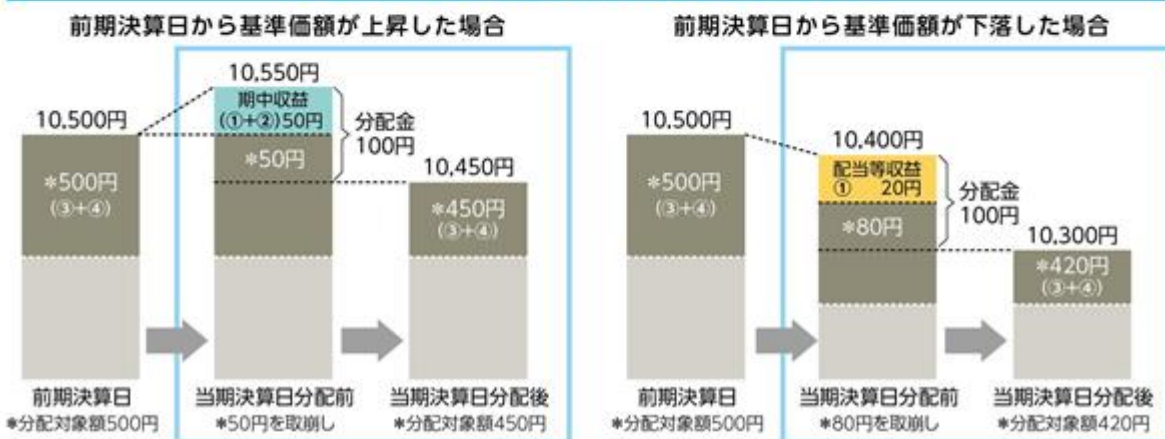 前期決算日から基準価額が上昇した場合
10,500円
*500円
(③+④)
10,550円
期中収益
(①+②)50円
*50円
分配金
100円
10,450円
*450円
(③+④)
前期決算日
*分配対象額500円
当期決算日分配前
*50円を取崩し
当期決算日分配後
*分配対象額450円
前期決算日から基準価額が下落した場合
10,500円
*500円
(③+④)
10,400円
配当等収益
① 20円
*80円
分配金
100円
10,300円
*420円
(③+④)
前期決算日
*分配対象額500円
当期決算日分配前
*80円を取崩し
当期決算日分配後
*分配対象額420円